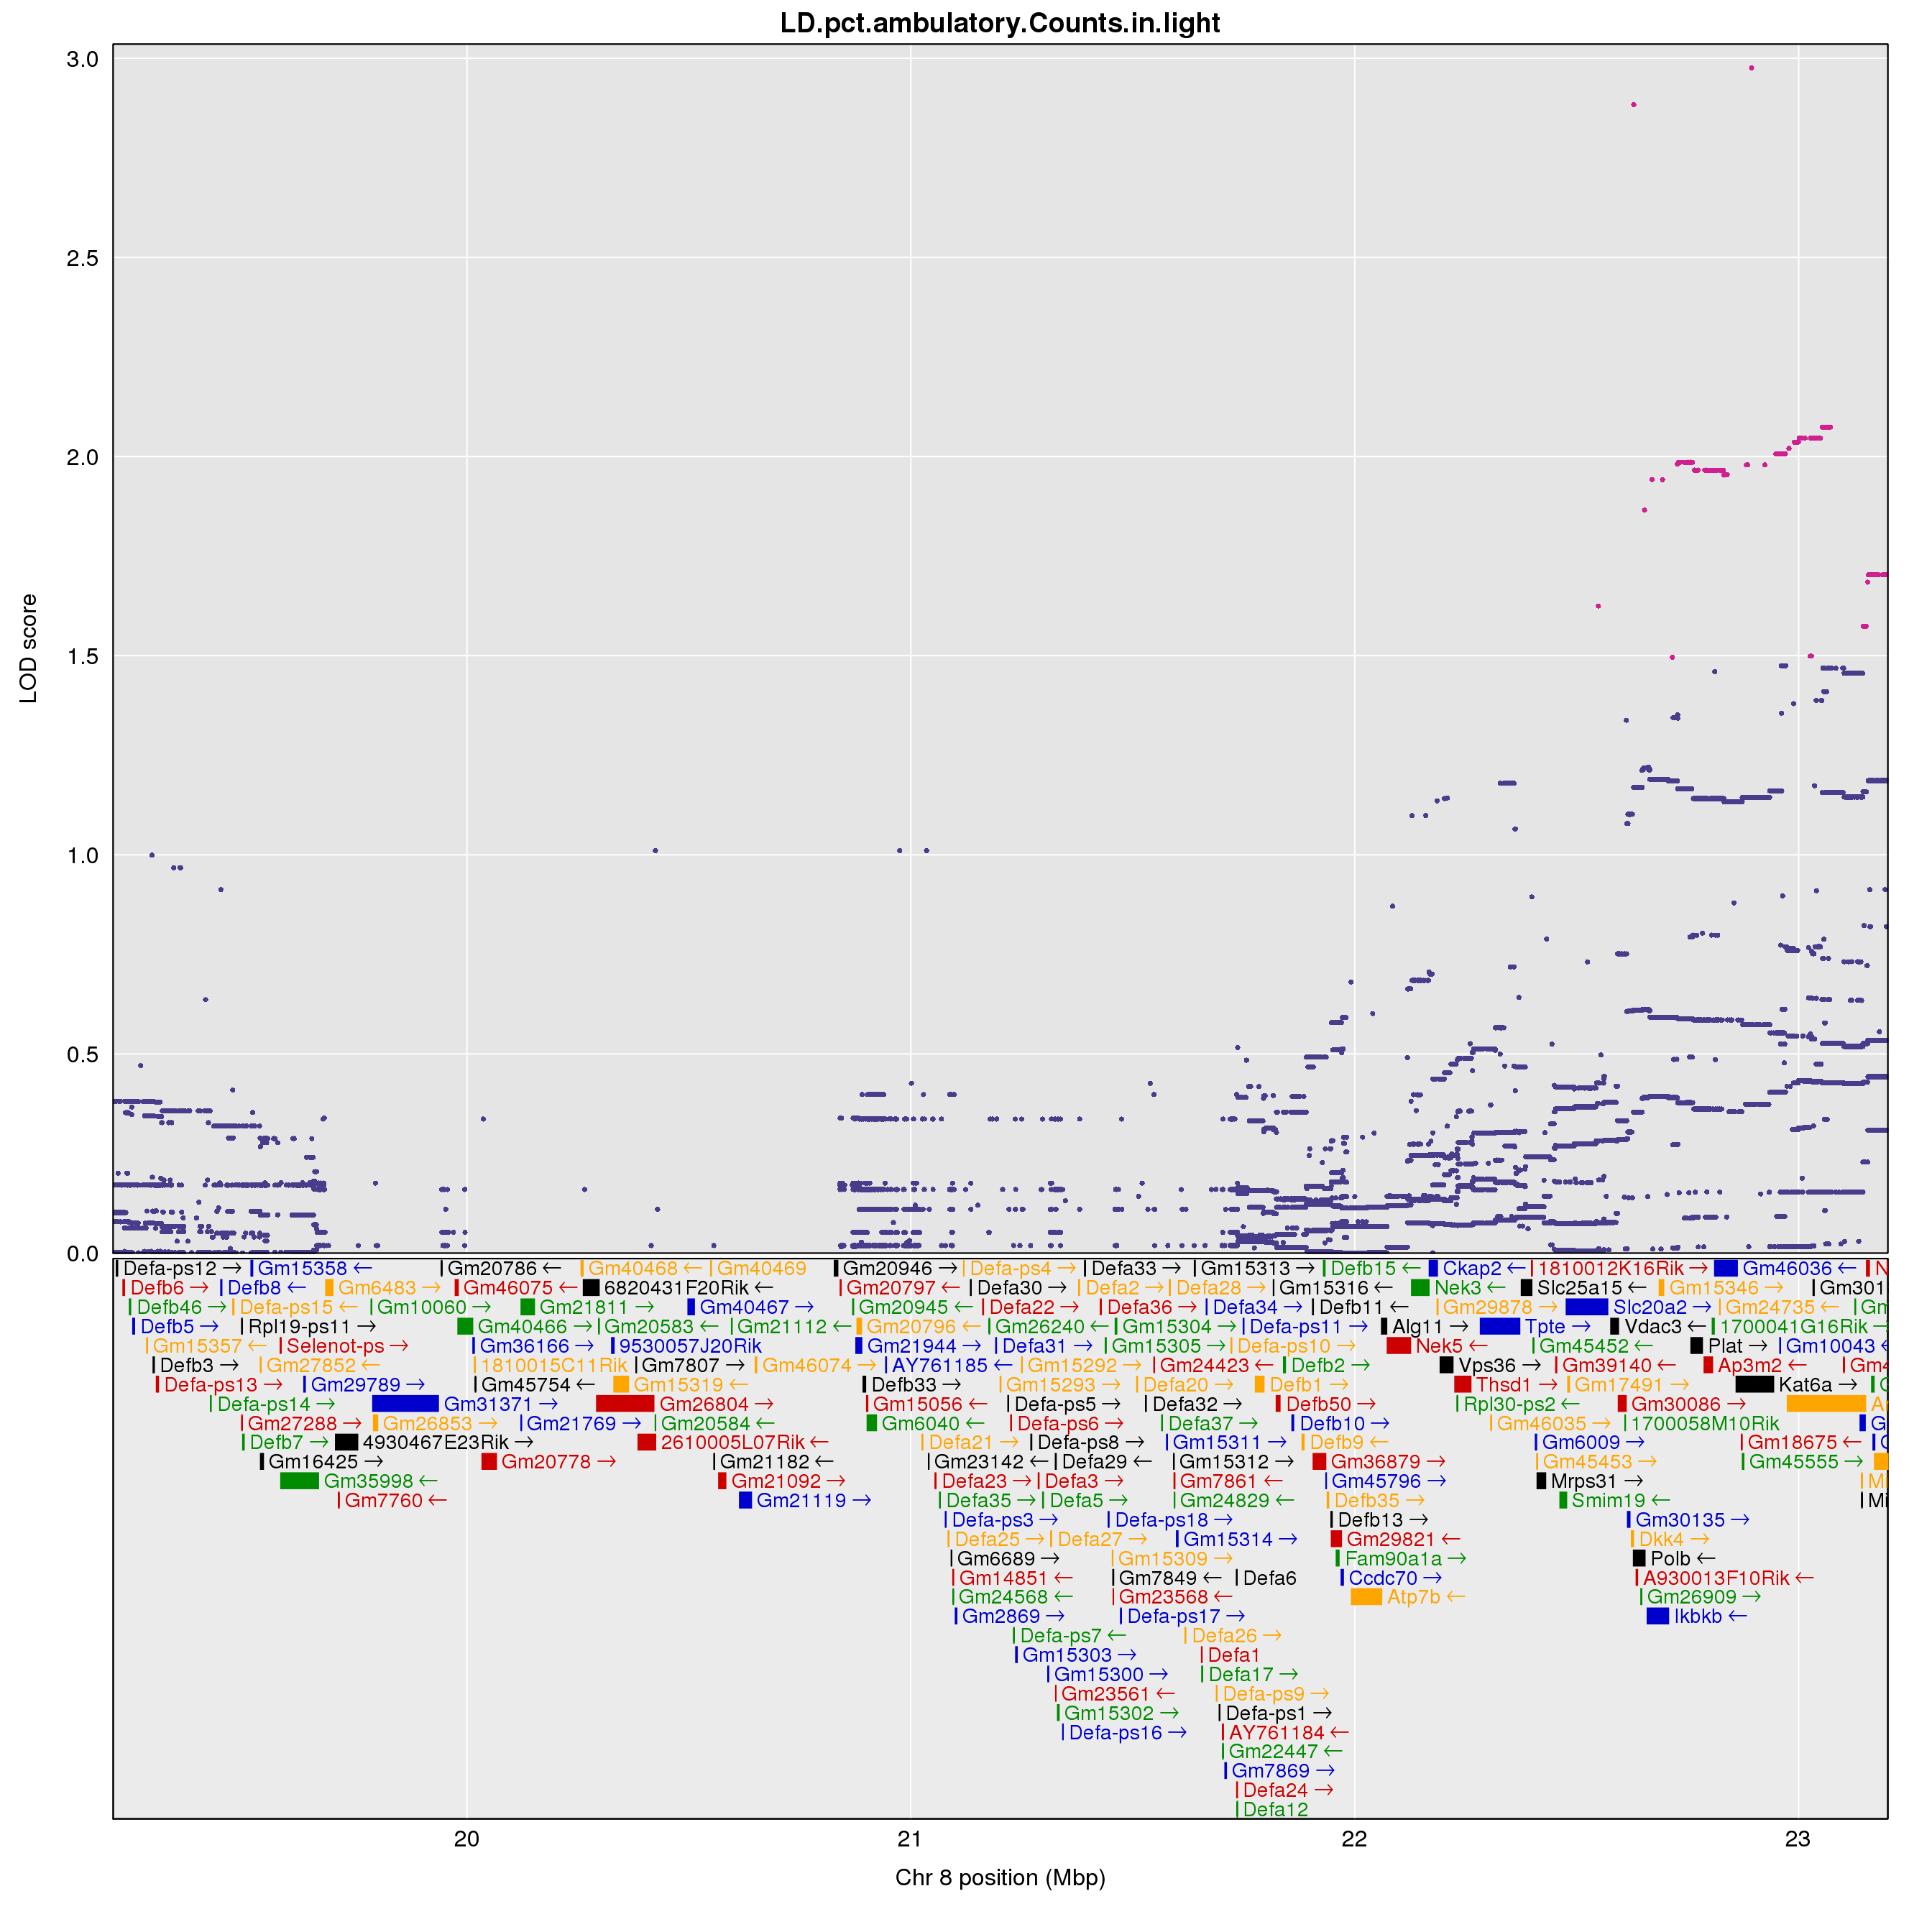 LD.pct.ambulatory.Counts.in.light
3.0
2.5
2.0
1.5
1.0
0.5
0.0
LOD score
Defa-ps12 → Gm15358 ← Gm20786 ← Gm40468 ← Gm40469 Gm20946 → Defa-ps4 → Defa33 → Gm15313 → Defb15 ← Ckap2 ← 1810012K16Rik → Gm46036 ← N
Defb6 → Defb8 ← Gm6483 → Gm46075 ← 6820431F20Rik ← Gm20797 ← Defa30 → Defa2 → Defa28 → Gm15316 ← Nek3 ← Slc25a15 ← Gm15346 → Gm301
Defb46 → Defa-ps15 ← Gm10060 → Gm21811 → Gm40467 → Gm20945 ← Defa22 → Defa36 → Defa34 → Defb11 ← Gm29878 → Slc20a2 → Gm24735 ← Gm
Defb5 → Rpl19-ps11 → Gm40466 → Gm20583 ← Gm21112 ← Gm20796 ← Gm26240 ← Gm15304 → Defa-ps11 → Alg11 → Tpte → Vdac3 ← 1700041G16Rik →
Gm15357 ← Selenot-ps → Gm36166 → 9530057J20Rik Gm21944 → Defa31 → Gm15305 → Defa-ps10 → Nek5 ← Gm45452 ← Plat → Gm10043 ←
Defb3 → Gm27852 ← 1810015C11Rik Gm7807 → Gm46074 → AY761185 ← Gm15292 → Gm24423 ← Defb2 → Vps36 → Gm39140 ← Ap3m2 ← Gm4
Defa-ps13 → Gm29789 → Gm45754 ← Gm15319 ← Defb33 → Gm15293 → Defa20 → Defb1 → Thsd1 → Gm17491 → Kat6a →
Defa-ps14 → Gm31371 → Gm26804 → Gm15056 ← Defa-ps5 → Defa32 → Defb50 → Rpl30-ps2 ← Gm30086 →
Gm27288 → Gm26853 → Gm21769 → Gm20584 ← Gm6040 ← Defa-ps6 → Defa37 → Defb10 → Gm46035 → 1700058M10Rik
Defb7 → 4930467E23Rik → 2610005L07Rik ← Defa21 → Defa-ps8 → Gm15311 → Defb9 ← Gm6009 → Gm18675 ←
Gm16425 → Gm20778 → Gm21182 ← Gm23142 ← Defa29 ← Gm15312 → Gm36879 → Gm45453 → Gm45555 →
Gm35998 ← Gm21092 → Defa23 → Defa3 → Gm7861 ← Gm45796 → Mrps31 → Mi
Gm7760 ← Gm21119 → Defa35 → Defa5 → Gm24829 ← Defb35 → Smim19 ← Mi
Defa-ps3 → Defa-ps18 → Defb13 → Gm30135 →
Defa25 → Defa27 → Gm15314 → Gm29821 ← Dkk4 →
Gm6689 → Gm15309 → Fam90a1a → Polb ←
Gm14851 ← Gm7849 ← Defa6 Ccdc70 → A930013F10Rik ←
Gm24568 ← Gm23568 ← Atp7b ← Gm26909 →
Gm2869 → Defa-ps17 → Ikbkb ←
Defa-ps7 ← Defa26 →
Gm15303 → Defa1
Gm15300 → Defa17 →
Gm23561 ← Defa-ps9 →
Gm15302 → Defa-ps1 →
Defa-ps16 → AY761184 ←
Gm22447 ←
Gm7869 →
Defa24 →
Defa12
20 21 22 23
Chr 8 position (Mbp)